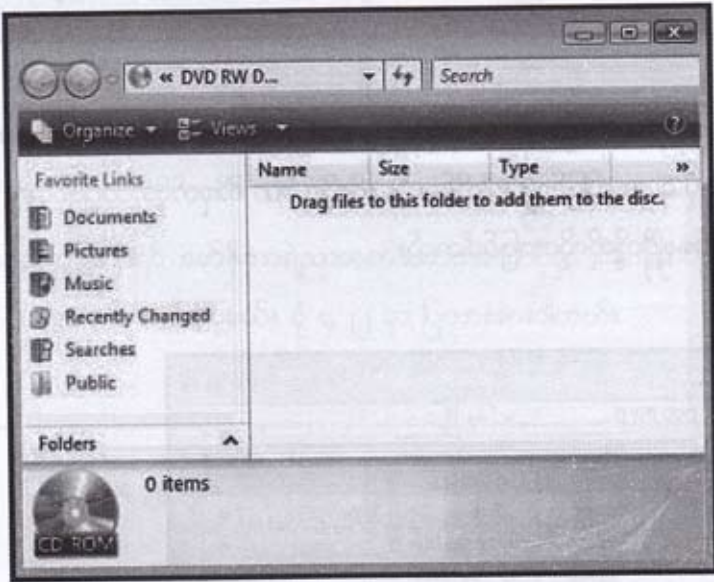 « DVD RW D...
Search
Organize
Views
?
Favorite Links
Documents
Pictures
Music
Recently Changed
Searches
Public
Folders
Name Size Type »
Drag files to this folder to add them to the disc.
0 items
CD ROM